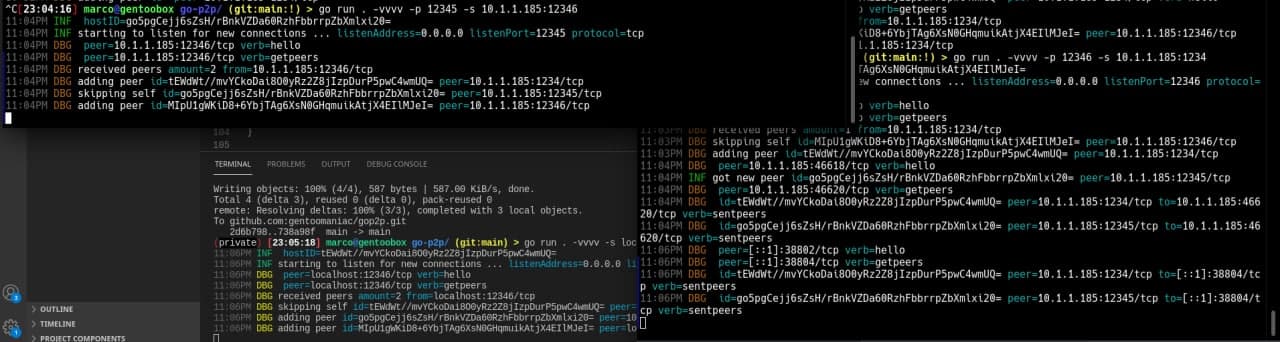 ^C[23:04:16] marco@gentoobox go-p2p/ (git:main:!) > go run . -vvvv -p 12345 -s 10.1.1.185:12346
11:04PM INF hostID=go5pgCejj6sZsH/rBnkVZDa60RzhFbbrrpZbXmlxi20=
11:04PM INF starting to listen for new connections ... listenAddress=0.0.0.0 listenPort=12345 protocol=tcp
11:04PM DBG peer=10.1.1.185:12346/tcp verb=hello
11:04PM DBG peer=10.1.1.185:12346/tcp verb=getpeers
11:04PM DBG received peers amount=2 from=10.1.1.185:12346/tcp
11:04PM DBG adding peer id=tEWdWt//mvYCkoDai8O0yRz2Z8jIzpDurP5pwC4wmUQ= peer=10.1.1.185:1234/tcp
11:04PM DBG skipping self id=go5pgCejj6sZsH/rBnkVZDa60RzhFbbrrpZbXmlxi20= peer=10.1.1.185:12345/tcp
11:04PM DBG adding peer id=MIpU1gWKiD8+6YbjTAg6XsN0GHqmuikAtjX4EIlMJeI= peer=10.1.1.185:12346/tcp
from=10.1.1.185:1234/tcp
KiD8+6YbjTAg6XsN0GHqmuikAtjX4EIlMJeI= peer=10.1.1.185:12346/tcp
.1.1.185:1234/tcp
(git:main:!) > go run . -vvvv -p 12346 -s 10.1.1.185:1234
TAg6XsN0GHqmuikAtjX4EIlMJeI=
ew connections ... listenAddress=0.0.0.0 listenPort=12346 protocol=
p verb=hello
p verb=getpeers
11:03PM DBG received peers amount=1 from=10.1.1.185:1234/tcp
11:03PM DBG skipping self id=MIpU1gWKiD8+6YbjTAg6XsN0GHqmuikAtjX4EIlMJeI= peer=10.1.1.185:12346/tcp
11:03PM DBG adding peer id=tEWdWt//mvYCkoDai8O0yRz2Z8jIzpDurP5pwC4wmUQ= peer=10.1.1.185:1234/tcp
11:04PM DBG peer=10.1.1.185:46618/tcp verb=hello
11:04PM INF got new peer id=go5pgCejj6sZsH/rBnkVZDa60RzhFbbrrpZbXmlxi20= peer=10.1.1.185:12345/tcp
11:04PM DBG peer=10.1.1.185:46620/tcp verb=getpeers
11:04PM DBG id=tEWdWt//mvYCkoDai8O0yRz2Z8jIzpDurP5pwC4wmUQ= peer=10.1.1.185:1234/tcp to=10.1.1.185:466
20/tcp verb=sentpeers
11:04PM DBG id=go5pgCejj6sZsH/rBnkVZDa60RzhFbbrrpZbXmlxi20= peer=10.1.1.185:12345/tcp to=10.1.1.185:4
6620/tcp verb=sentpeers
11:06PM DBG peer=[::1]:38802/tcp verb=hello
11:06PM DBG peer=[::1]:38804/tcp verb=getpeers
11:06PM DBG id=tEWdWt//mvYCkoDai8O0yRz2Z8jIzpDurP5pwC4wmUQ= peer=10.1.1.185:1234/tcp to=[::1]:38804/tc
p verb=sentpeers
11:06PM DBG id=go5pgCejj6sZsH/rBnkVZDa60RzhFbbrrpZbXmlxi20= peer=10.1.1.185:12345/tcp to=[::1]:38804/t
cp verb=sentpeers
104 }
105
TERMINAL PROBLEMS OUTPUT DEBUG CONSOLE
Writing objects: 100% (4/4), 587 bytes | 587.00 KiB/s, done.
Total 4 (delta 3), reused 0 (delta 0), pack-reused 0
remote: Resolving deltas: 100% (3/3), completed with 3 local objects.
To github.com:gentoomaniac/gop2p.git
2d6b798..738a98f main -> main
(private) [23:05:18] marco@gentoobox go-p2p/ (git:main) > go run . -vvvv -s loc
11:06PM INF hostID=tEWdWt//mvYCkoDai8O0yRz2Z8jIzpDurP5pwC4wmUQ=
11:06PM INF starting to listen for new connections ... listenAddress=0.0.0.0 li
11:06PM DBG peer=localhost:12346/tcp verb=hello
11:06PM DBG peer=localhost:12346/tcp verb=getpeers
11:06PM DBG received peers amount=2 from=localhost:12346/tcp
11:06PM DBG skipping self id=tEWdWt//mvYCkoDai8O0yRz2Z8jIzpDurP5pwC4wmUQ= peer=
11:06PM DBG adding peer id=go5pgCejj6sZsH/rBnkVZDa60RzhFbbrrpZbXmlxi20= peer=10
11:06PM DBG adding peer id=MIpU1gWKiD8+6YbjTAg6XsN0GHqmuikAtjX4EIlMJeI= peer=lo
3
1
OUTLINE
TIMELINE
PROJECT COMPONENTS